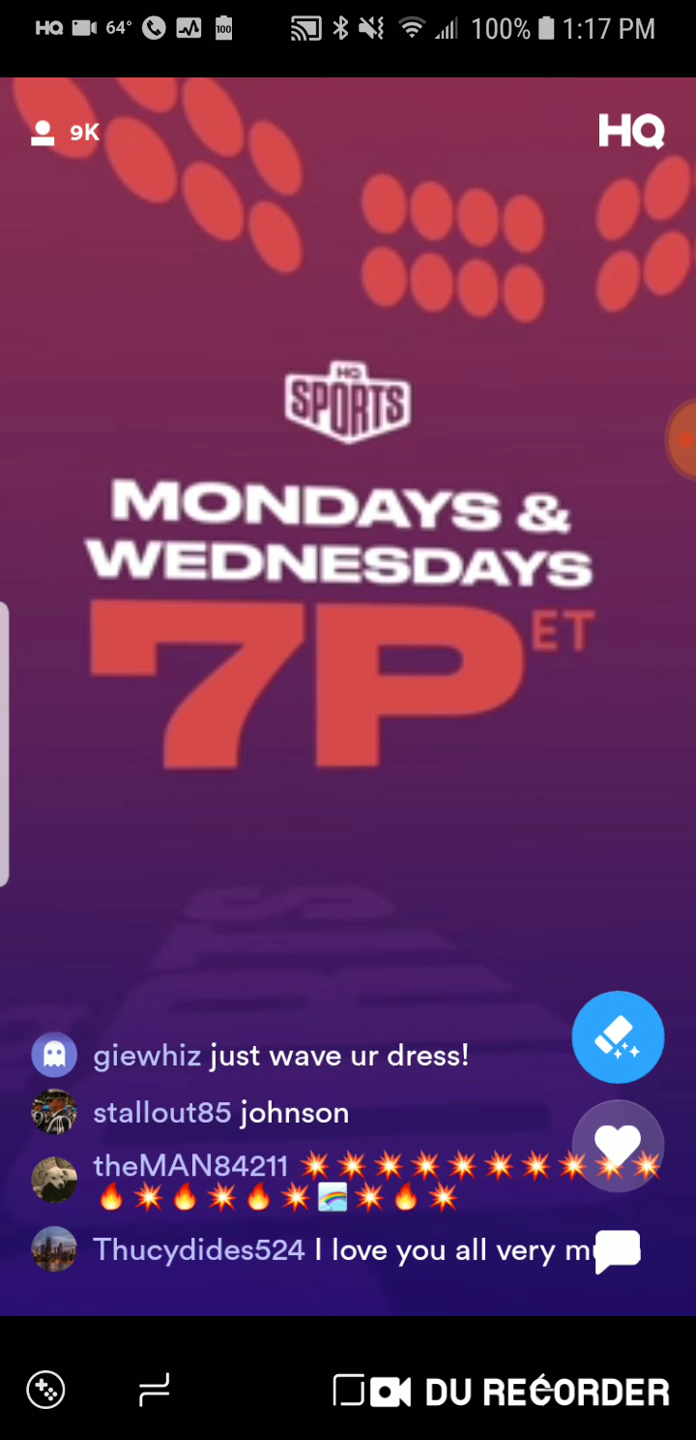 HQ 64° 100 100% 1:17 PM
9K HQ
HQ
SPORTS
MONDAYS &
WEDNESDAYS
7P ET
giewhiz just wave ur dress!
stallout85 johnson
theMAN84211 💥💥💥💥💥💥💥💥💥💥
🔥💥🔥💥🔥💥🌈💥🔥💥
Thucydides524 I love you all very
DU RECORDER